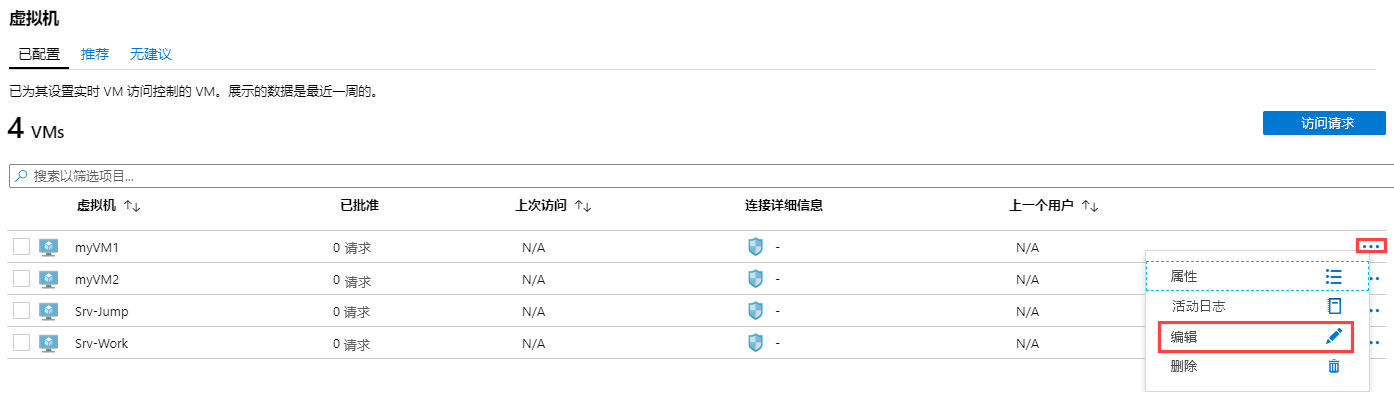 虚拟机
已配置 推荐 无建议
已为其设置实时 VM 访问控制的 VM。展示的数据是最近一周的。
4 VMs
访问请求
搜索以筛选项目...
虚拟机 ↑↓ 已批准 上次访问 ↑↓ 连接详细信息 上一个用户 ↑↓
myVM1 0 请求 N/A - N/A ...
myVM2 0 请求 N/A - N/A
Srv-Jump 0 请求 N/A - N/A
Srv-Work 0 请求 N/A - N/A
属性
活动日志
编辑
删除